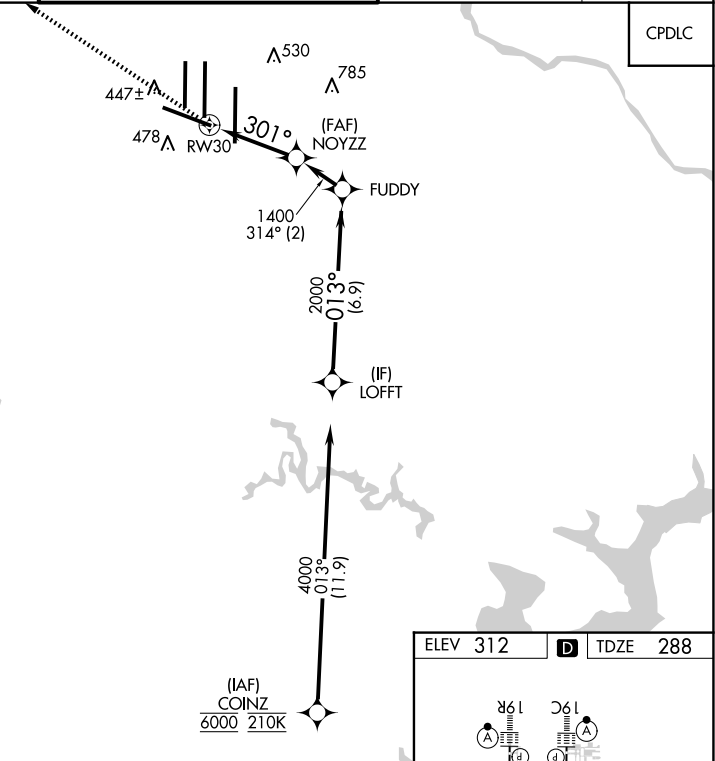 CPDLC
530
785
447±
478
RW30
301°
(FAF)
NOYZZ
FUDDY
1400
314° (2)
2000
013°
(6.9)
(IF)
LOFFT
4000
013°
(11.9)
(IAF)
COINZ
6000 210K
ELEV 312
D
TDZE 288
19R
19C
A
A
P
P